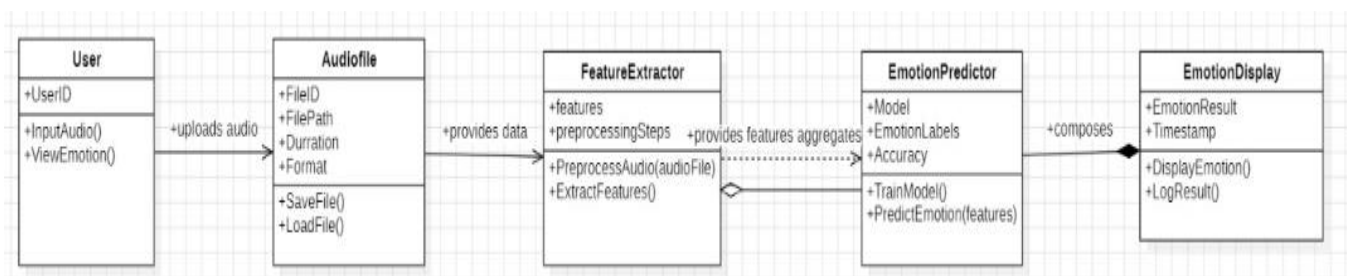 User
+UserID
+InputAudio()
+ViewEmotion()
+uploads audio
Audiofile
+FileID
+FilePath
+Durration
+Format
+SaveFile()
+LoadFile()
+provides data
FeatureExtractor
+features
+preprocessingSteps
+PreprocessAudio(audioFile)
+ExtractFeatures()
+provides features aggregates
EmotionPredictor
+Model
+EmotionLabels
+Accuracy
+TrainModel()
+PredictEmotion(features)
+composes
EmotionDisplay
+EmotionResult
+Timestamp
+DisplayEmotion()
+LogResult()